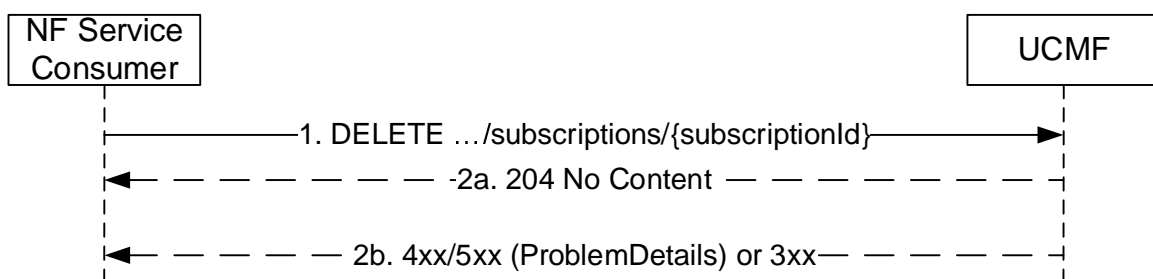 NF Service
Consumer
UCMF
1. DELETE …/subscriptions/{subscriptionId}
2a. 204 No Content
2b. 4xx/5xx (ProblemDetails) or 3xx